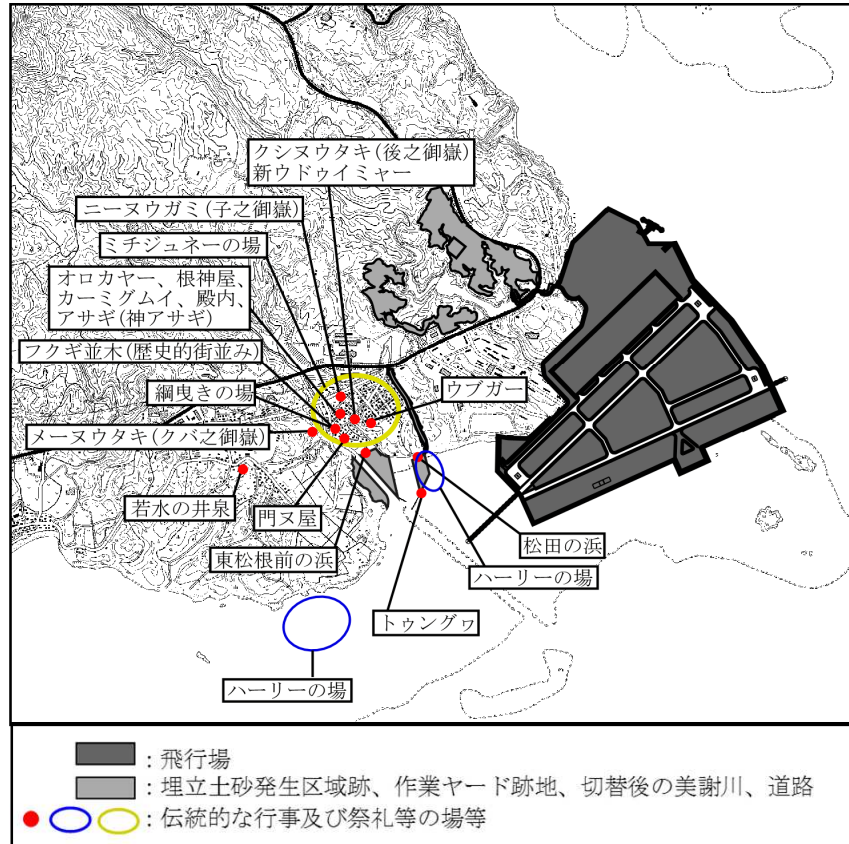 クシヌウタキ(後之御嶽)
新ウドゥイミャー
ニーヌウガミ(子之御嶽)
ミチジュネーの場
オロカヤー、根神屋、
カーミグムイ、殿内、
アサギ(神アサギ)
フクギ並木(歴史的街並み)
綱曳きの場
ウブガー
メーヌウタキ(クバ之御嶽)
若水の井泉
門ヌ屋
東松根前の浜
松田の浜
ハーリーの場
トゥングヮ
ハーリーの場
:飛行場
:埋立土砂発生区域跡、作業ヤード跡地、切替後の美謝川、道路
:伝統的な行事及び祭礼等の場等